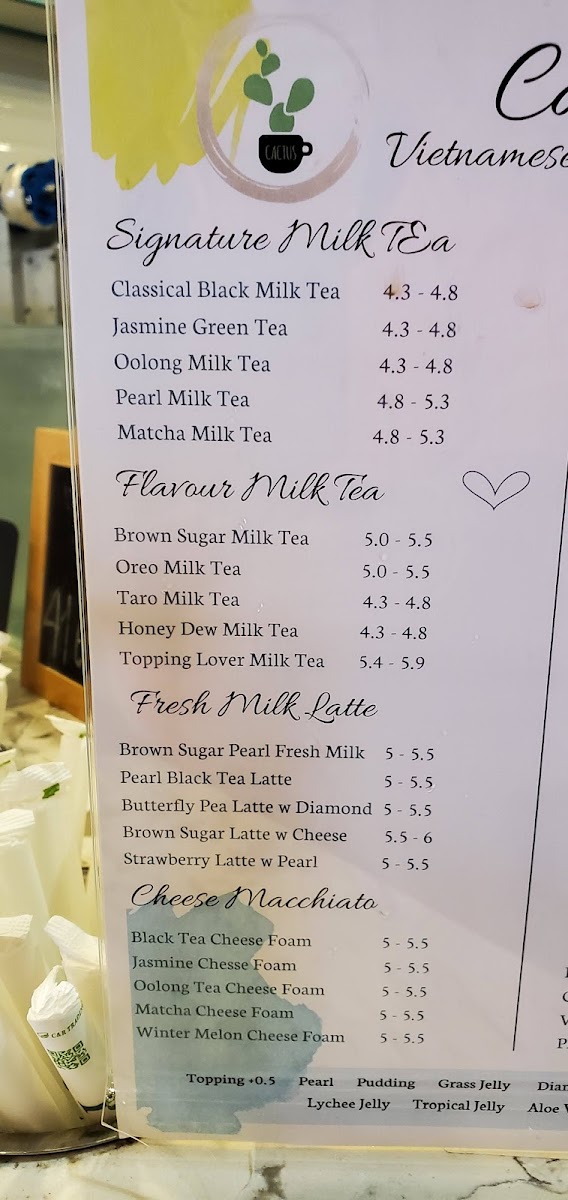 CACTUS
Vietnamese
Signature Milk TEa
Classical Black Milk Tea 4.3 - 4.8
Jasmine Green Tea 4.3 - 4.8
Oolong Milk Tea 4.3 - 4.8
Pearl Milk Tea 4.8 - 5.3
Matcha Milk Tea 4.8 - 5.3
Flavour Milk Tea
Brown Sugar Milk Tea 5.0 - 5.5
Oreo Milk Tea 5.0 - 5.5
Taro Milk Tea 4.3 - 4.8
Honey Dew Milk Tea 4.3 - 4.8
Topping Lover Milk Tea 5.4 - 5.9
Fresh Milk Latte
Brown Sugar Pearl Fresh Milk 5 - 5.5
Pearl Black Tea Latte 5 - 5.5
Butterfly Pea Latte w Diamond 5 - 5.5
Brown Sugar Latte w Cheese 5.5 - 6
Strawberry Latte w Pearl 5 - 5.5
Cheese Macchiato
Black Tea Cheese Foam 5 - 5.5
Jasmine Chesse Foam 5 - 5.5
Oolong Tea Cheese Foam 5 - 5.5
Matcha Cheese Foam 5 - 5.5
Winter Melon Cheese Foam 5 - 5.5
Topping +0.5 Pearl Pudding Grass Jelly
Lychee Jelly Tropical Jelly Aloe